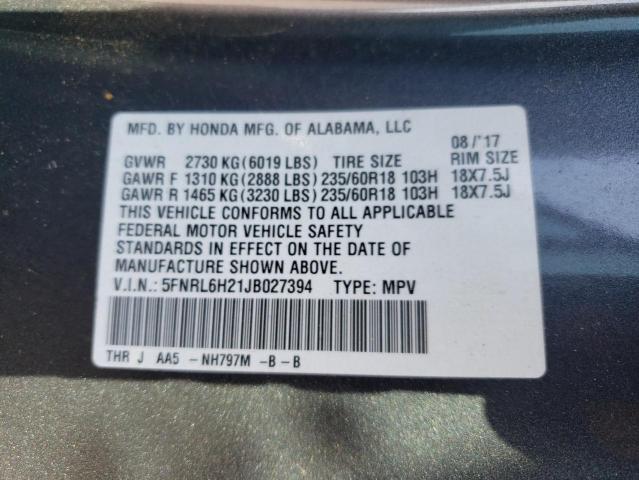 MFD. BY HONDA MFG. OF ALABAMA, LLC 08/'17
GVWR 2730 KG(6019 LBS) TIRE SIZE RIM SIZE
GAWR F 1310 KG(2888 LBS)235/60R18 103H 18X7.5J
GAWR R 1465 KG(3230 LBS)235/60R18 103H 18X7.5J
THIS VEHICLE CONFORMS TO ALL APPLICABLE
FEDERAL MOTOR VEHICLE SAFETY
STANDARDS IN EFFECT ON THE DATE OF
MANUFACTURE SHOWN ABOVE.
V.I.N.: 5FNRL6H21JB027394 TYPE: MPV
THR J AA5 -NH797M -B-B